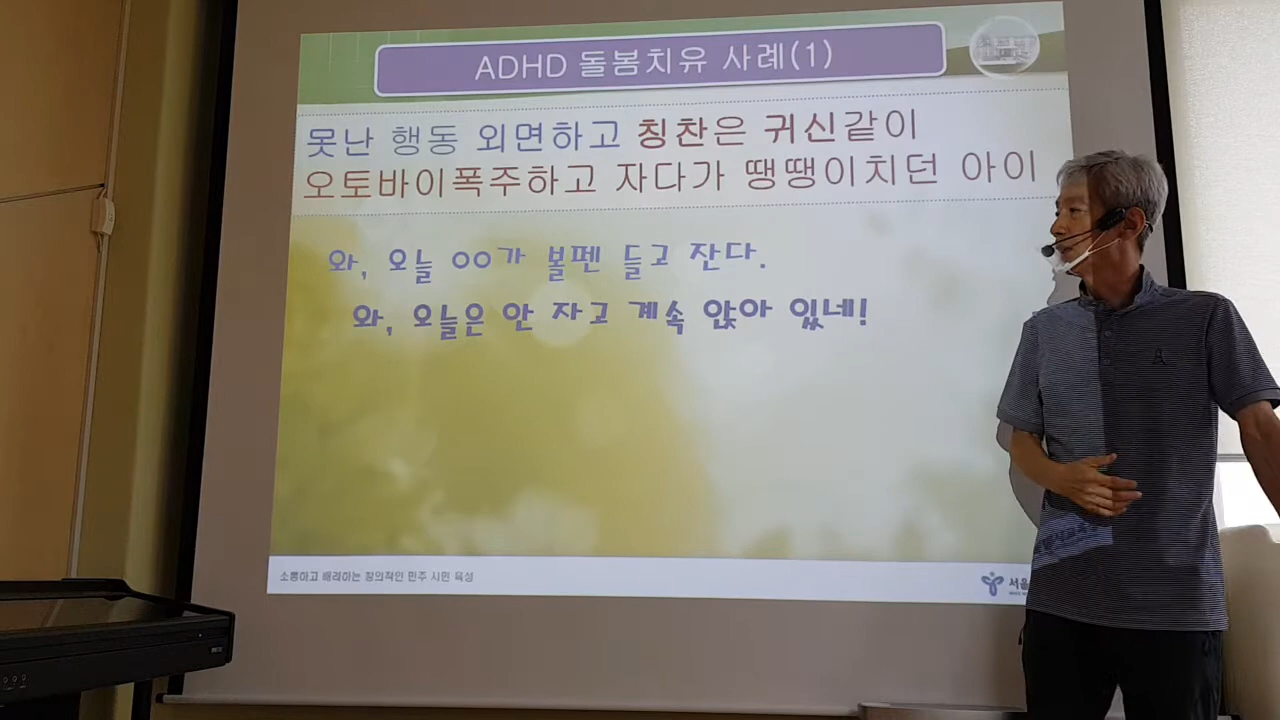 ADHD 돌봄치유 사례(1)
못난 행동 외면하고 칭찬은 귀신같이
오토바이폭주하고 자다가 땡땡이치던 아이
와, 오늘 OO가 볼펜 들고 잔다.
와, 오늘은 안 자고 계속 앉아 있네!
소통하고 배려하는 창의적인 민주 시민 육성
서울